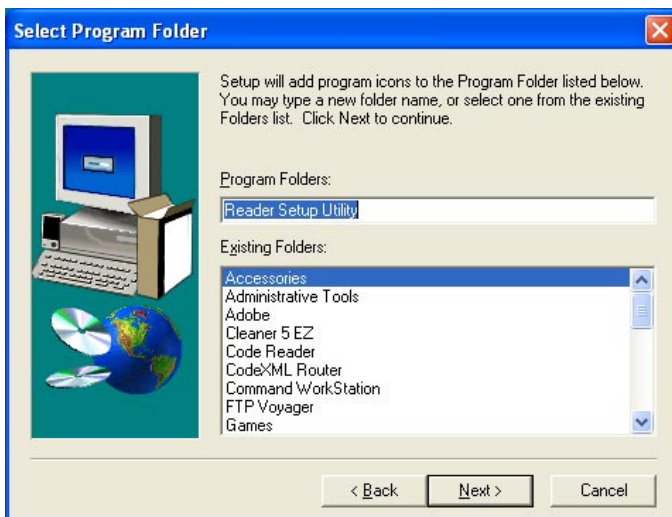 Select Program Folder
Setup will add program icons to the Program Folder listed below.
You may type a new folder name, or select one from the existing
Folders list.  Click Next to continue.
Program Folders:
Reader Setup Utility
Existing Folders:
Accessories
Administrative Tools
Adobe
Cleaner 5 EZ
Code Reader
CodeXML Router
Command WorkStation
FTP Voyager
Games
< Back
Next >
Cancel